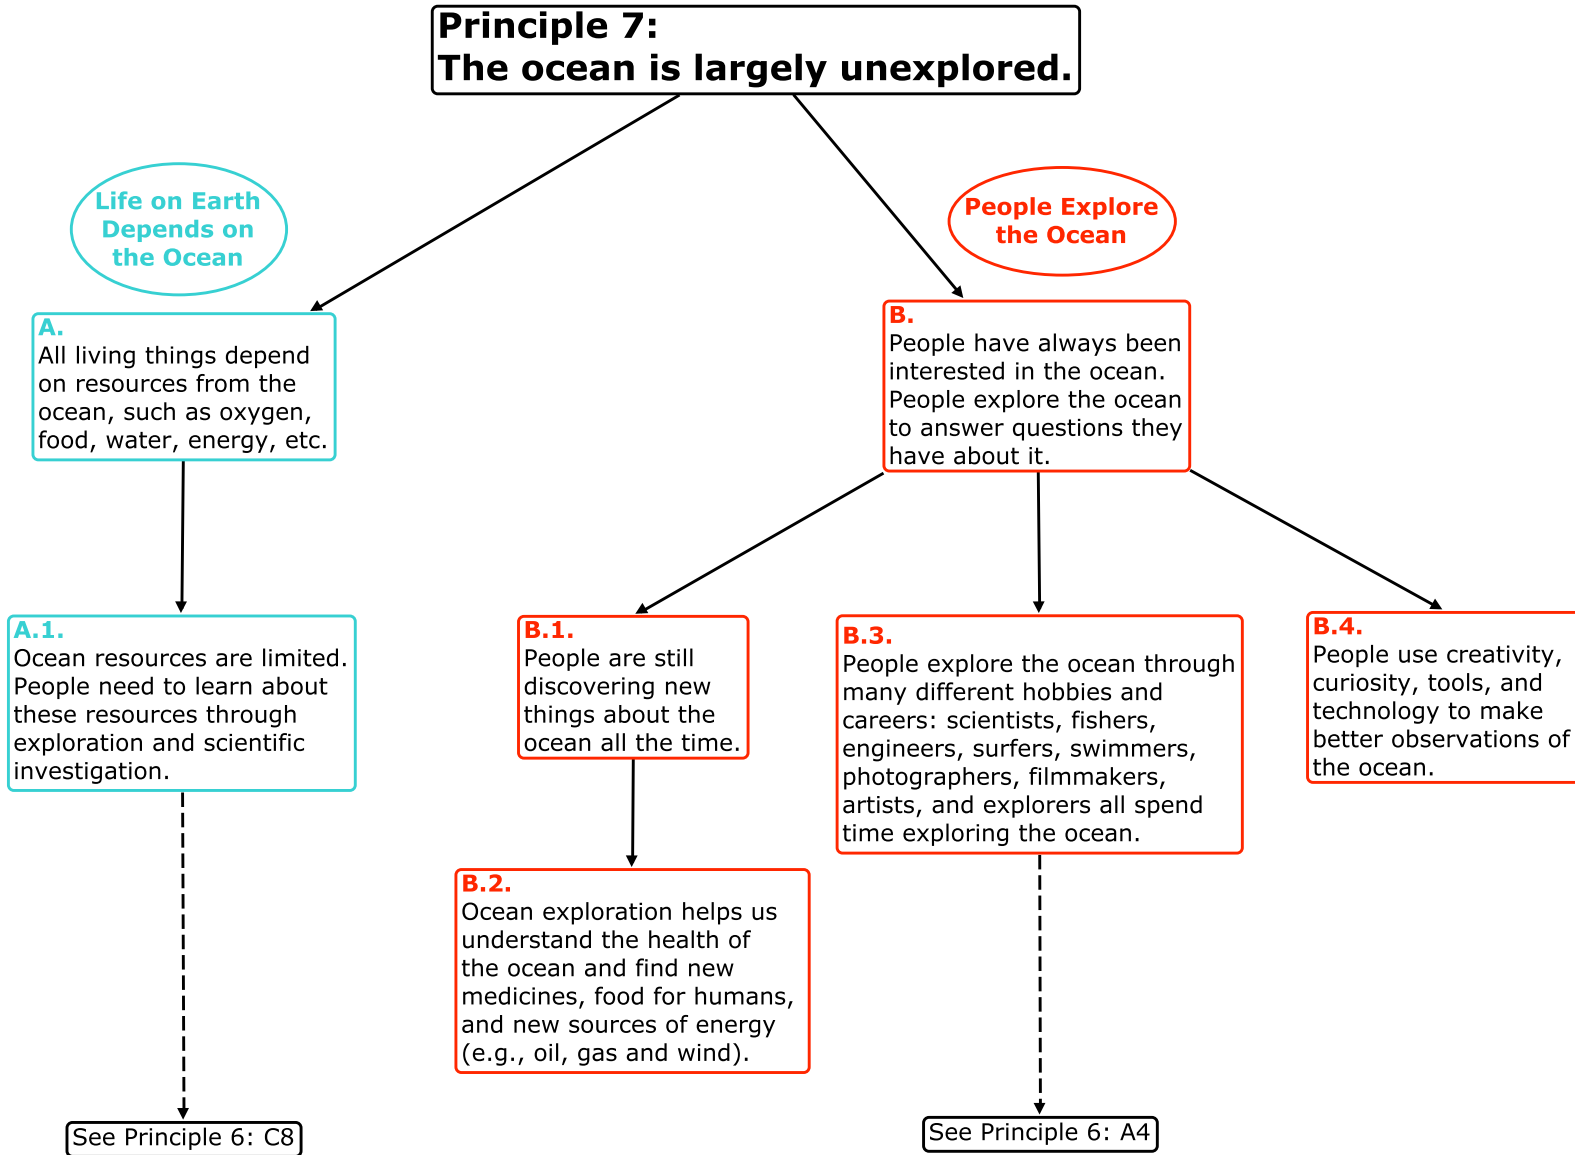 Principle 7:
The ocean is largely unexplored.
Life on Earth
Depends on
the Ocean
People Explore
the Ocean
A.
All living things depend
on resources from the
ocean, such as oxygen,
food, water, energy, etc.
B.
People have always been
interested in the ocean.
People explore the ocean
to answer questions they
have about it.
A.1.
Ocean resources are limited.
People need to learn about
these resources through
exploration and scientific
investigation.
B.1.
People are still
discovering new
things about the
ocean all the time.
B.3.
People explore the ocean through
many different hobbies and
careers: scientists, fishers,
engineers, surfers, swimmers,
photographers, filmmakers,
artists, and explorers all spend
time exploring the ocean.
B.4.
People use creativity,
curiosity, tools, and
technology to make
better observations of
the ocean.
B.2.
Ocean exploration helps us
understand the health of
the ocean and find new
medicines, food for humans,
and new sources of energy
(e.g., oil, gas and wind).
See Principle 6: C8
See Principle 6: A4